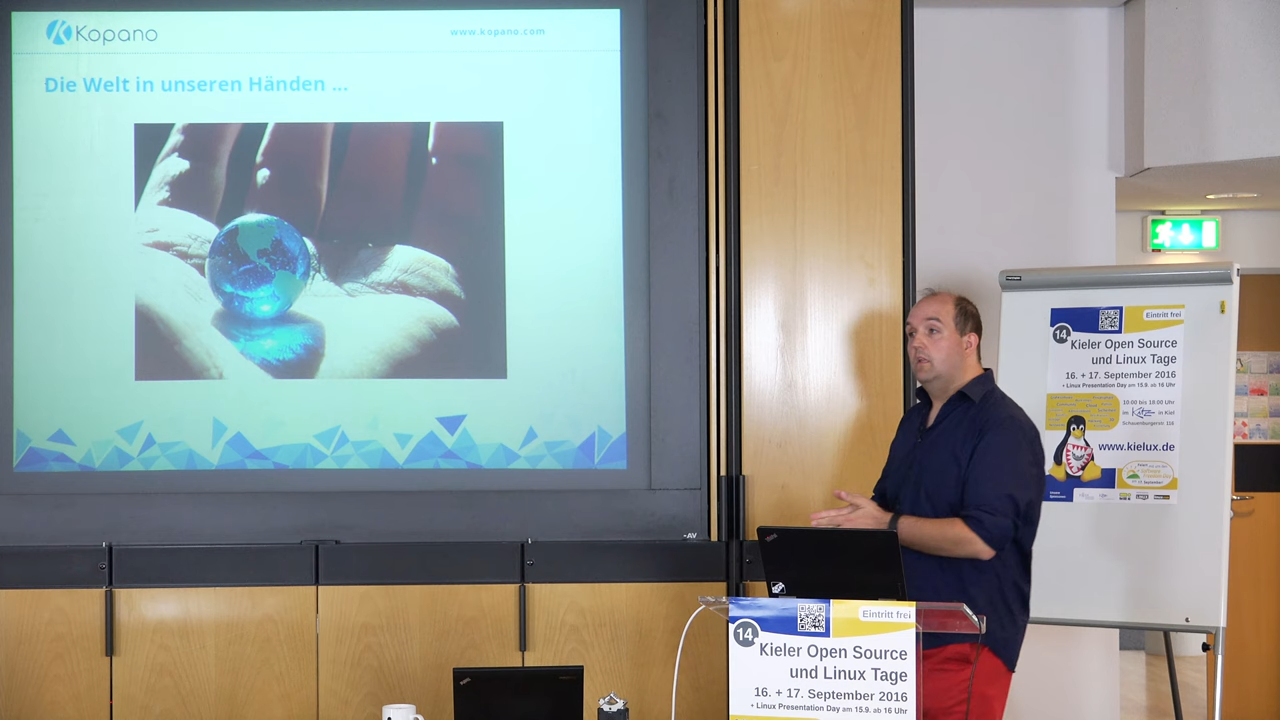 Kopano
www.kopano.com
Die Welt in unseren Händen ...
-AV
Eintritt frei
14.
Kieler Open Source
und Linux Tage
16. + 17. September 2016
+ Linux Presentation Day am 15.9. ab 16 Uhr
10:00 bis 18:00 Uhr
im Kitz in Kiel
Schauenburgerstr. 116
www.kielux.de
Eintritt frei
14.
Kieler Open Source
und Linux Tage
16. + 17. September 2016
+ Linux Presentation Day am 15.9. ab 16 Uhr